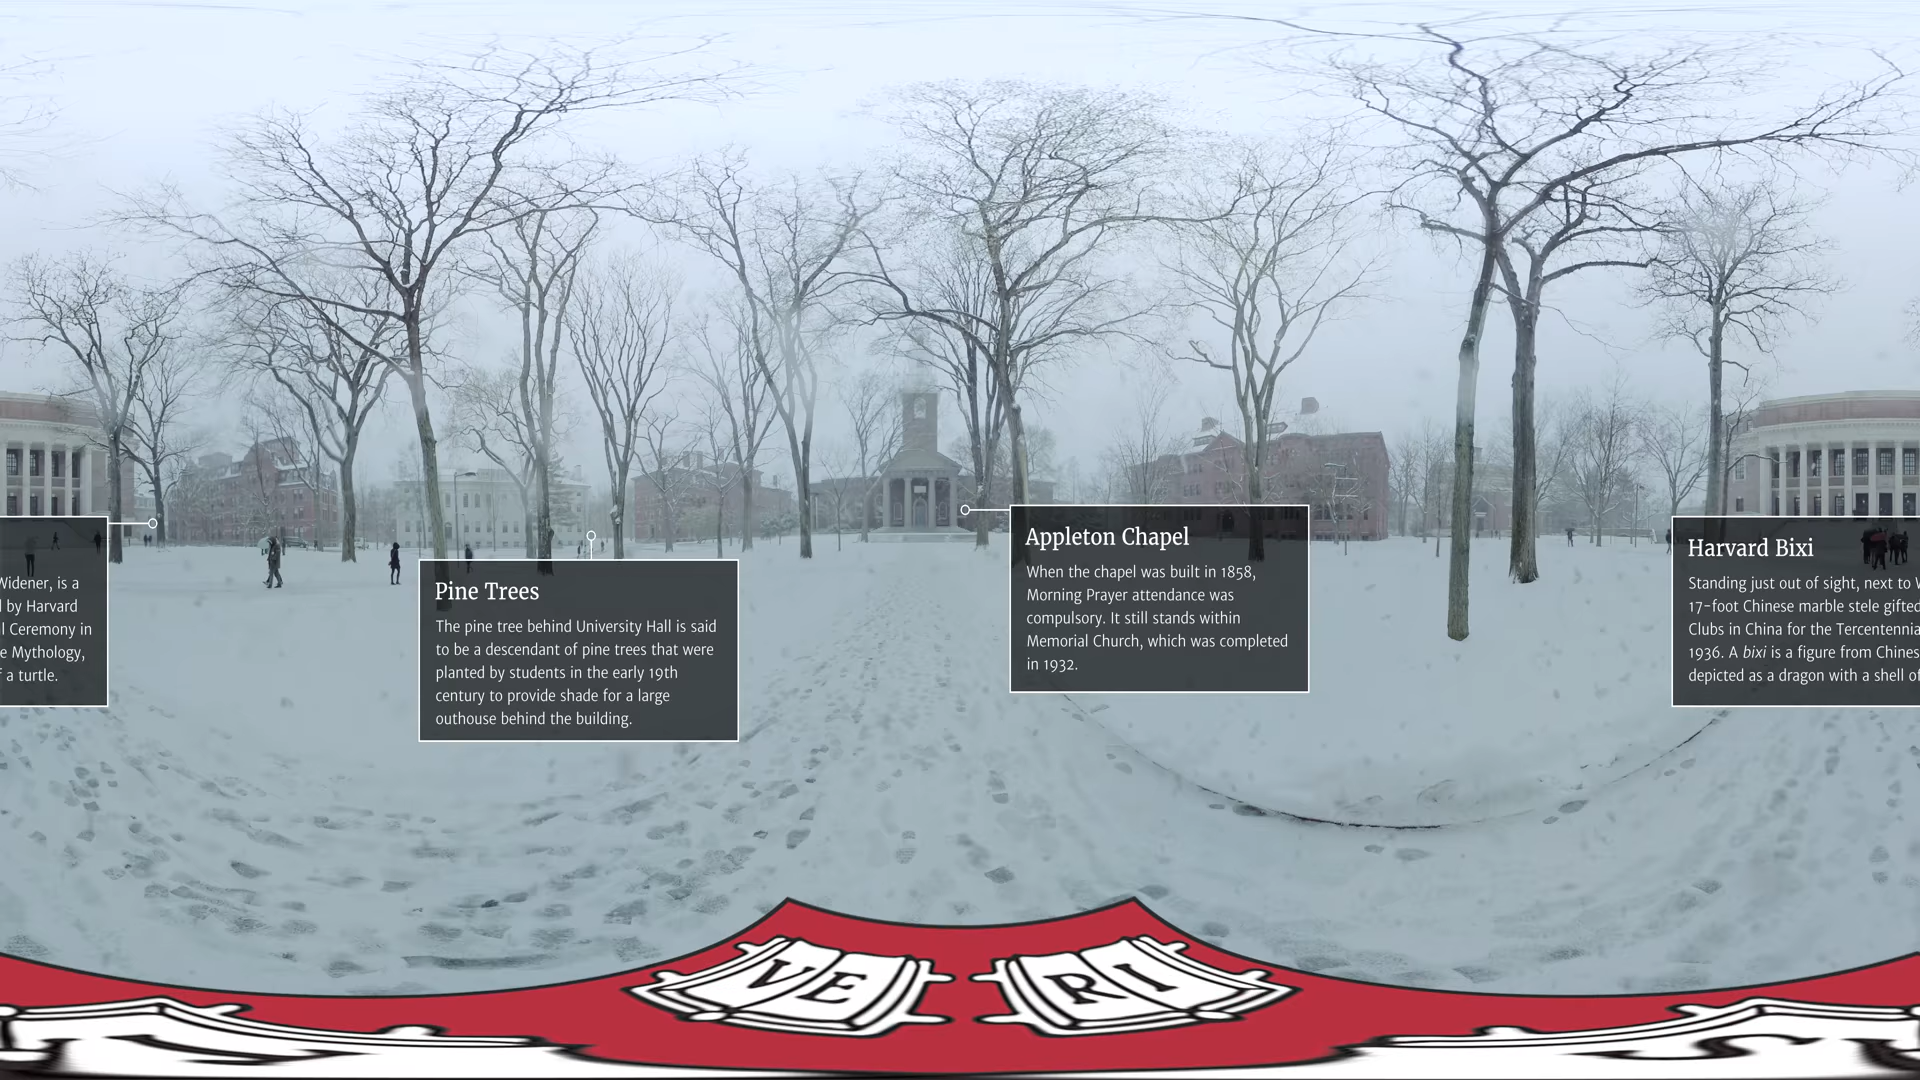 Widener, is a
by Harvard
Ceremony in
Mythology,
f a turtle.
Pine Trees
The pine tree behind University Hall is said
to be a descendant of pine trees that were
planted by students in the early 19th
century to provide shade for a large
outhouse behind the building.
Appleton Chapel
When the chapel was built in 1858,
Morning Prayer attendance was
compulsory. It still stands within
Memorial Church, which was completed
in 1932.
Harvard Bixi
Standing just out of sight, next to W
17-foot Chinese marble stele gifted
Clubs in China for the Tercentennia
1936. A bixi is a figure from Chines
depicted as a dragon with a shell of
VE RI